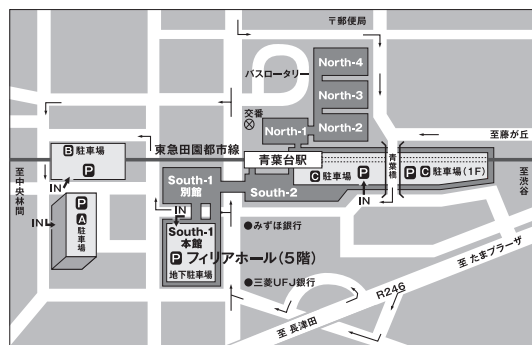 〒郵便局
North-4
バスロータリー
North-3
交番
North-1
North-2
至藤が丘
B 駐車場
P
東急田園都市線
青葉台駅
C 駐車場 P
青葉橋
P C 駐車場(1F)
至中央林間
至渋谷
IN
South-1
別館
South-2
IN
IN
P
A
駐車場
IN
South-1
本館
●みずほ銀行
P フィリアホール(5階)
地下駐車場
●三菱UFJ銀行
至 たまプラーザ
R246
至 長津田